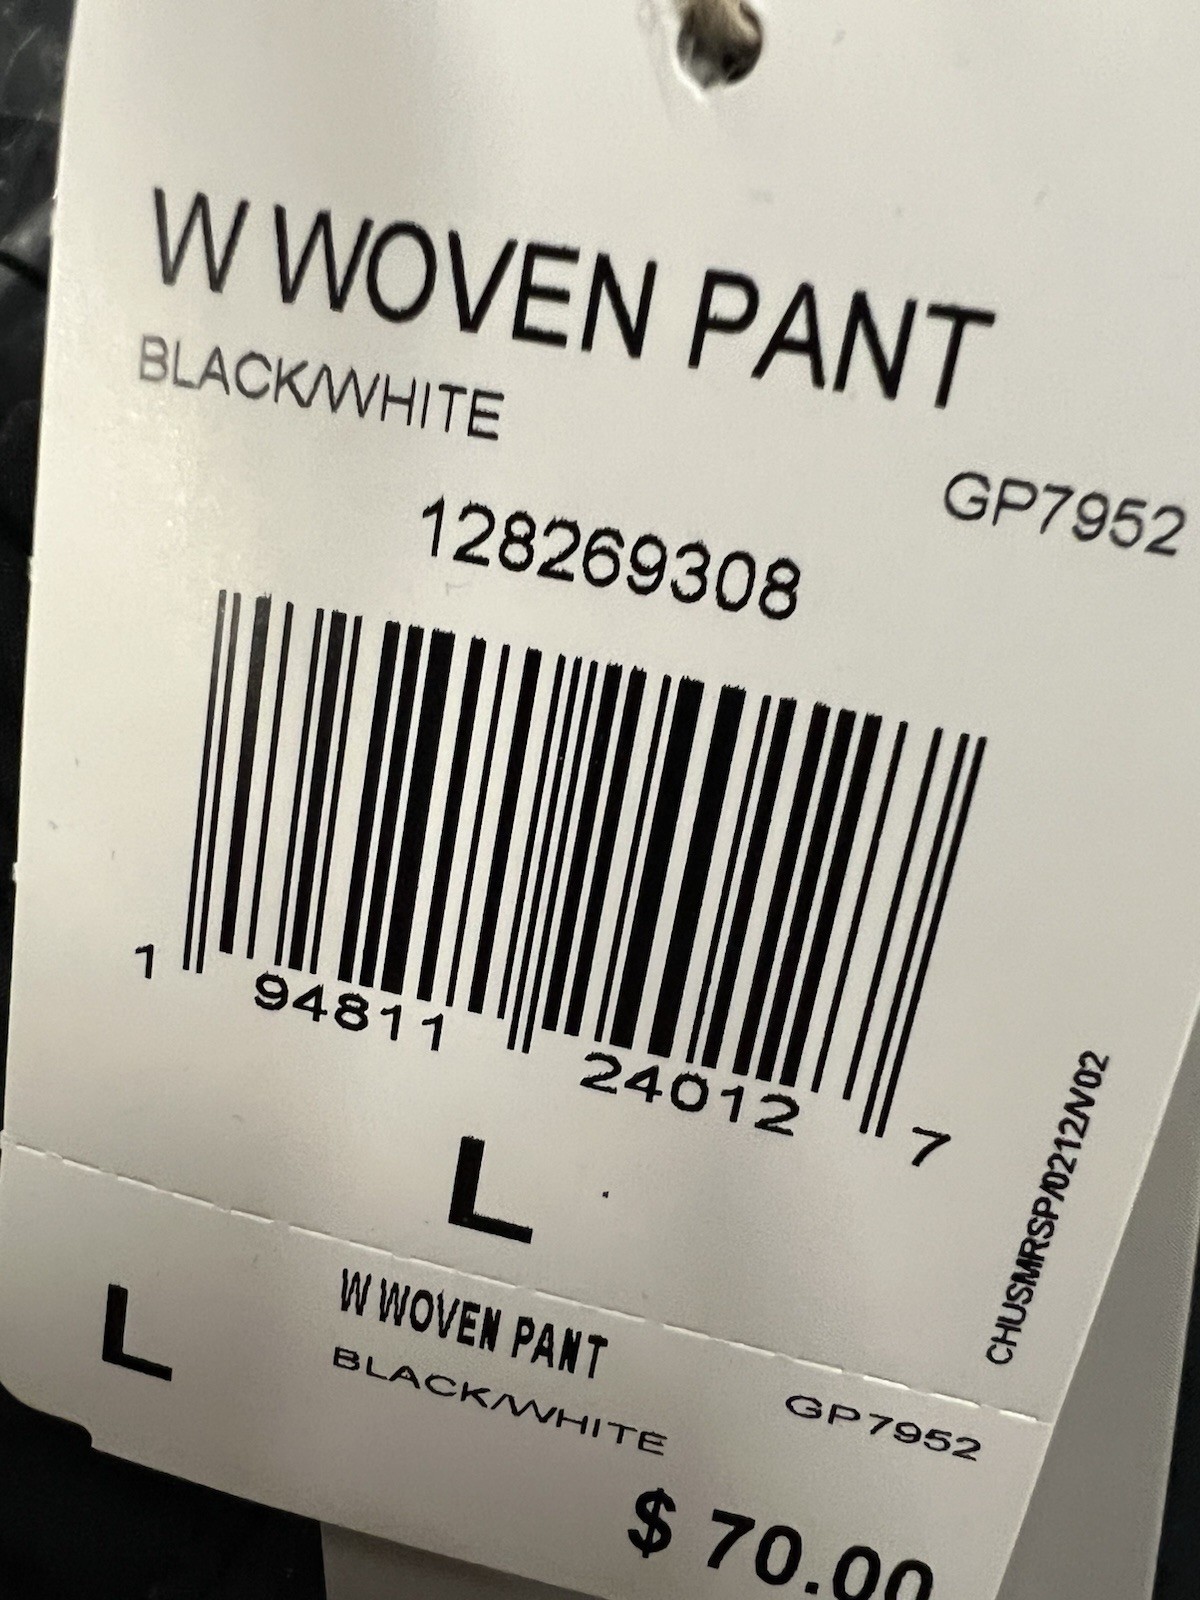 W WOVEN PANT
BLACK/WHITE
GP7952
128269308
1 94811 24012 7
L
CHUSMRSP/0212/V02
L
W WOVEN PANT
BLACK/WHITE
GP7952
$ 70.00